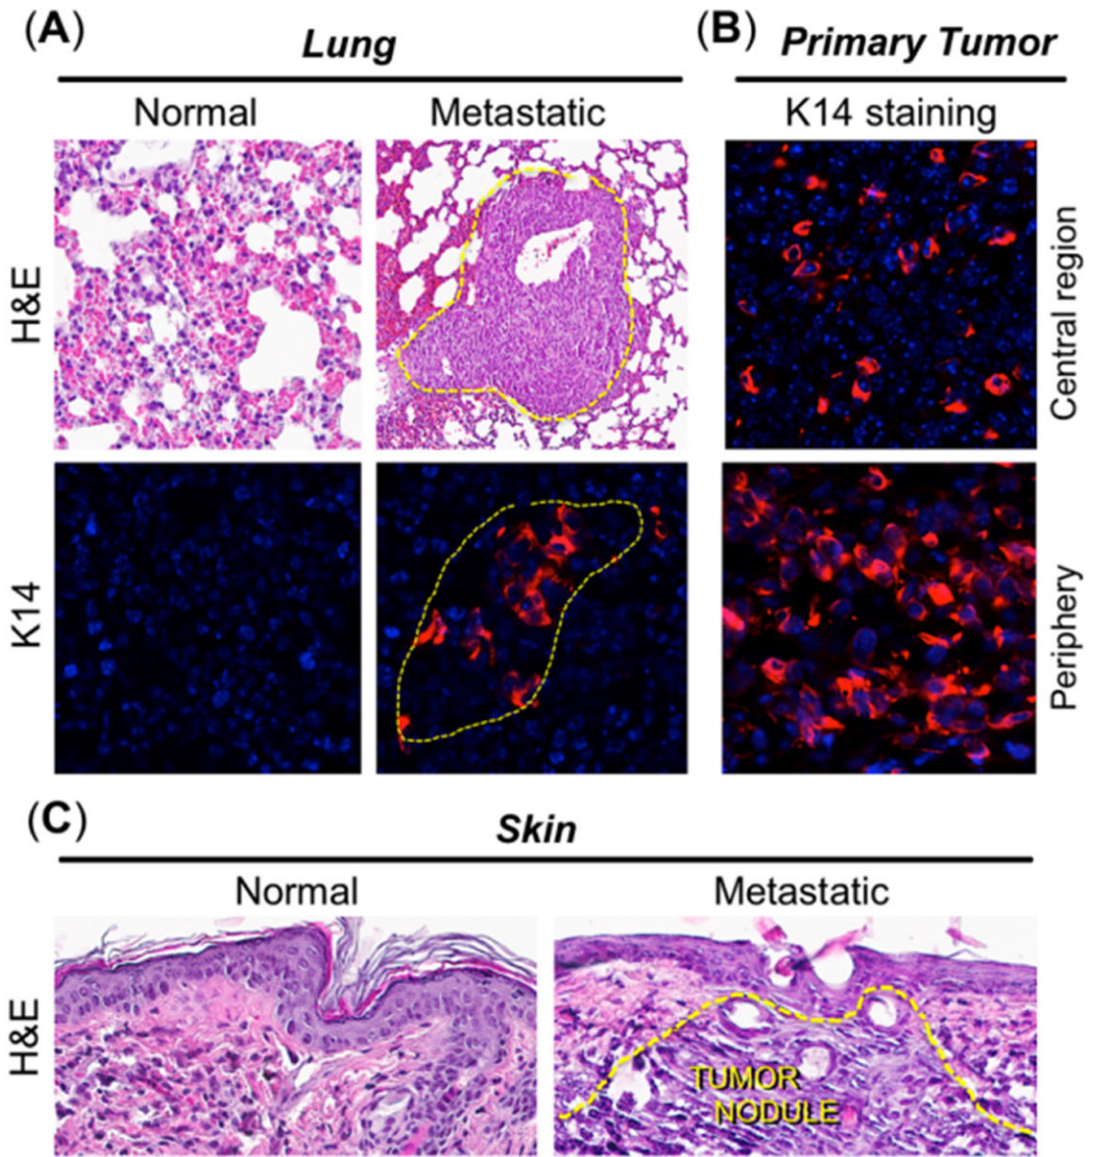 (A)
Lung
Normal
Metastatic
H&E
K14
(B)
Primary Tumor
K14 staining
Central region
Periphery
(C)
Skin
Normal
Metastatic
H&E
TUMOR
NODULE